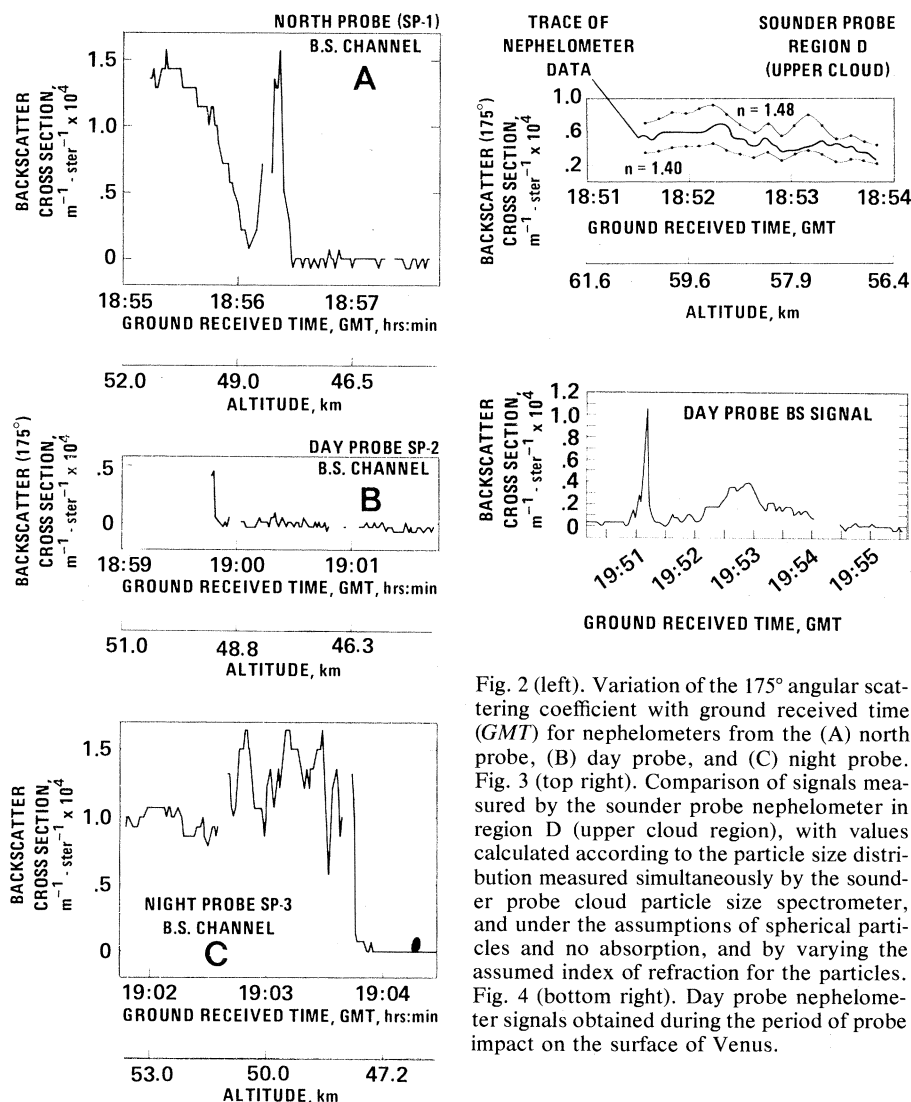 NORTH PROBE (SP-1)
B.S. CHANNEL
A
BACKSCATTER
CROSS SECTION,
m⁻¹ - ster⁻¹ x 10⁴
1.5
1.0
.5
0
18:55
18:56
18:57
GROUND RECEIVED TIME, GMT, hrs:min
52.0
49.0
46.5
ALTITUDE, km
DAY PROBE SP-2
B.S. CHANNEL
B
BACKSCATTER (175°)
CROSS SECTION,
m⁻¹ - ster⁻¹ x 10⁴
.5
0
18:59
19:00
19:01
GROUND RECEIVED TIME, GMT, hrs:min
51.0
48.8
46.3
ALTITUDE, km
BACKSCATTER
CROSS SECTION,
m⁻¹ - ster⁻¹ x 10⁴
1.5
1.0
.5
0
NIGHT PROBE SP-3
B.S. CHANNEL
C
19:02
19:03
19:04
GROUND RECEIVED TIME, GMT, hrs:min
53.0
50.0
47.2
ALTITUDE, km
TRACE OF
NEPHELOMETER
DATA
SOUNDER PROBE
REGION D
(UPPER CLOUD)
BACKSCATTER (175°)
CROSS SECTION,
m⁻¹ - ster⁻¹ x 10⁴
1.0
.6
.2
n = 1.48
n = 1.40
18:51
18:52
18:53
18:54
GROUND RECEIVED TIME, GMT
61.6
59.6
57.9
56.4
ALTITUDE, km
BACKSCATTER
CROSS SECTION,
m⁻¹ - ster⁻¹ x 10⁴
1.2
1.0
.8
.6
.4
.2
0
DAY PROBE BS SIGNAL
19:51
19:52
19:53
19:54
19:55
GROUND RECEIVED TIME, GMT
Fig. 2 (left). Variation of the 175° angular scat-
tering coefficient with ground received time
(GMT) for nephelometers from the (A) north
probe, (B) day probe, and (C) night probe.
Fig. 3 (top right). Comparison of signals mea-
sured by the sounder probe nephelometer in
region D (upper cloud region), with values
calculated according to the particle size distri-
bution measured simultaneously by the sound-
er probe cloud particle size spectrometer,
and under the assumptions of spherical parti-
cles and no absorption, and by varying the
assumed index of refraction for the particles.
Fig. 4 (bottom right). Day probe nephelome-
ter signals obtained during the period of probe
impact on the surface of Venus.